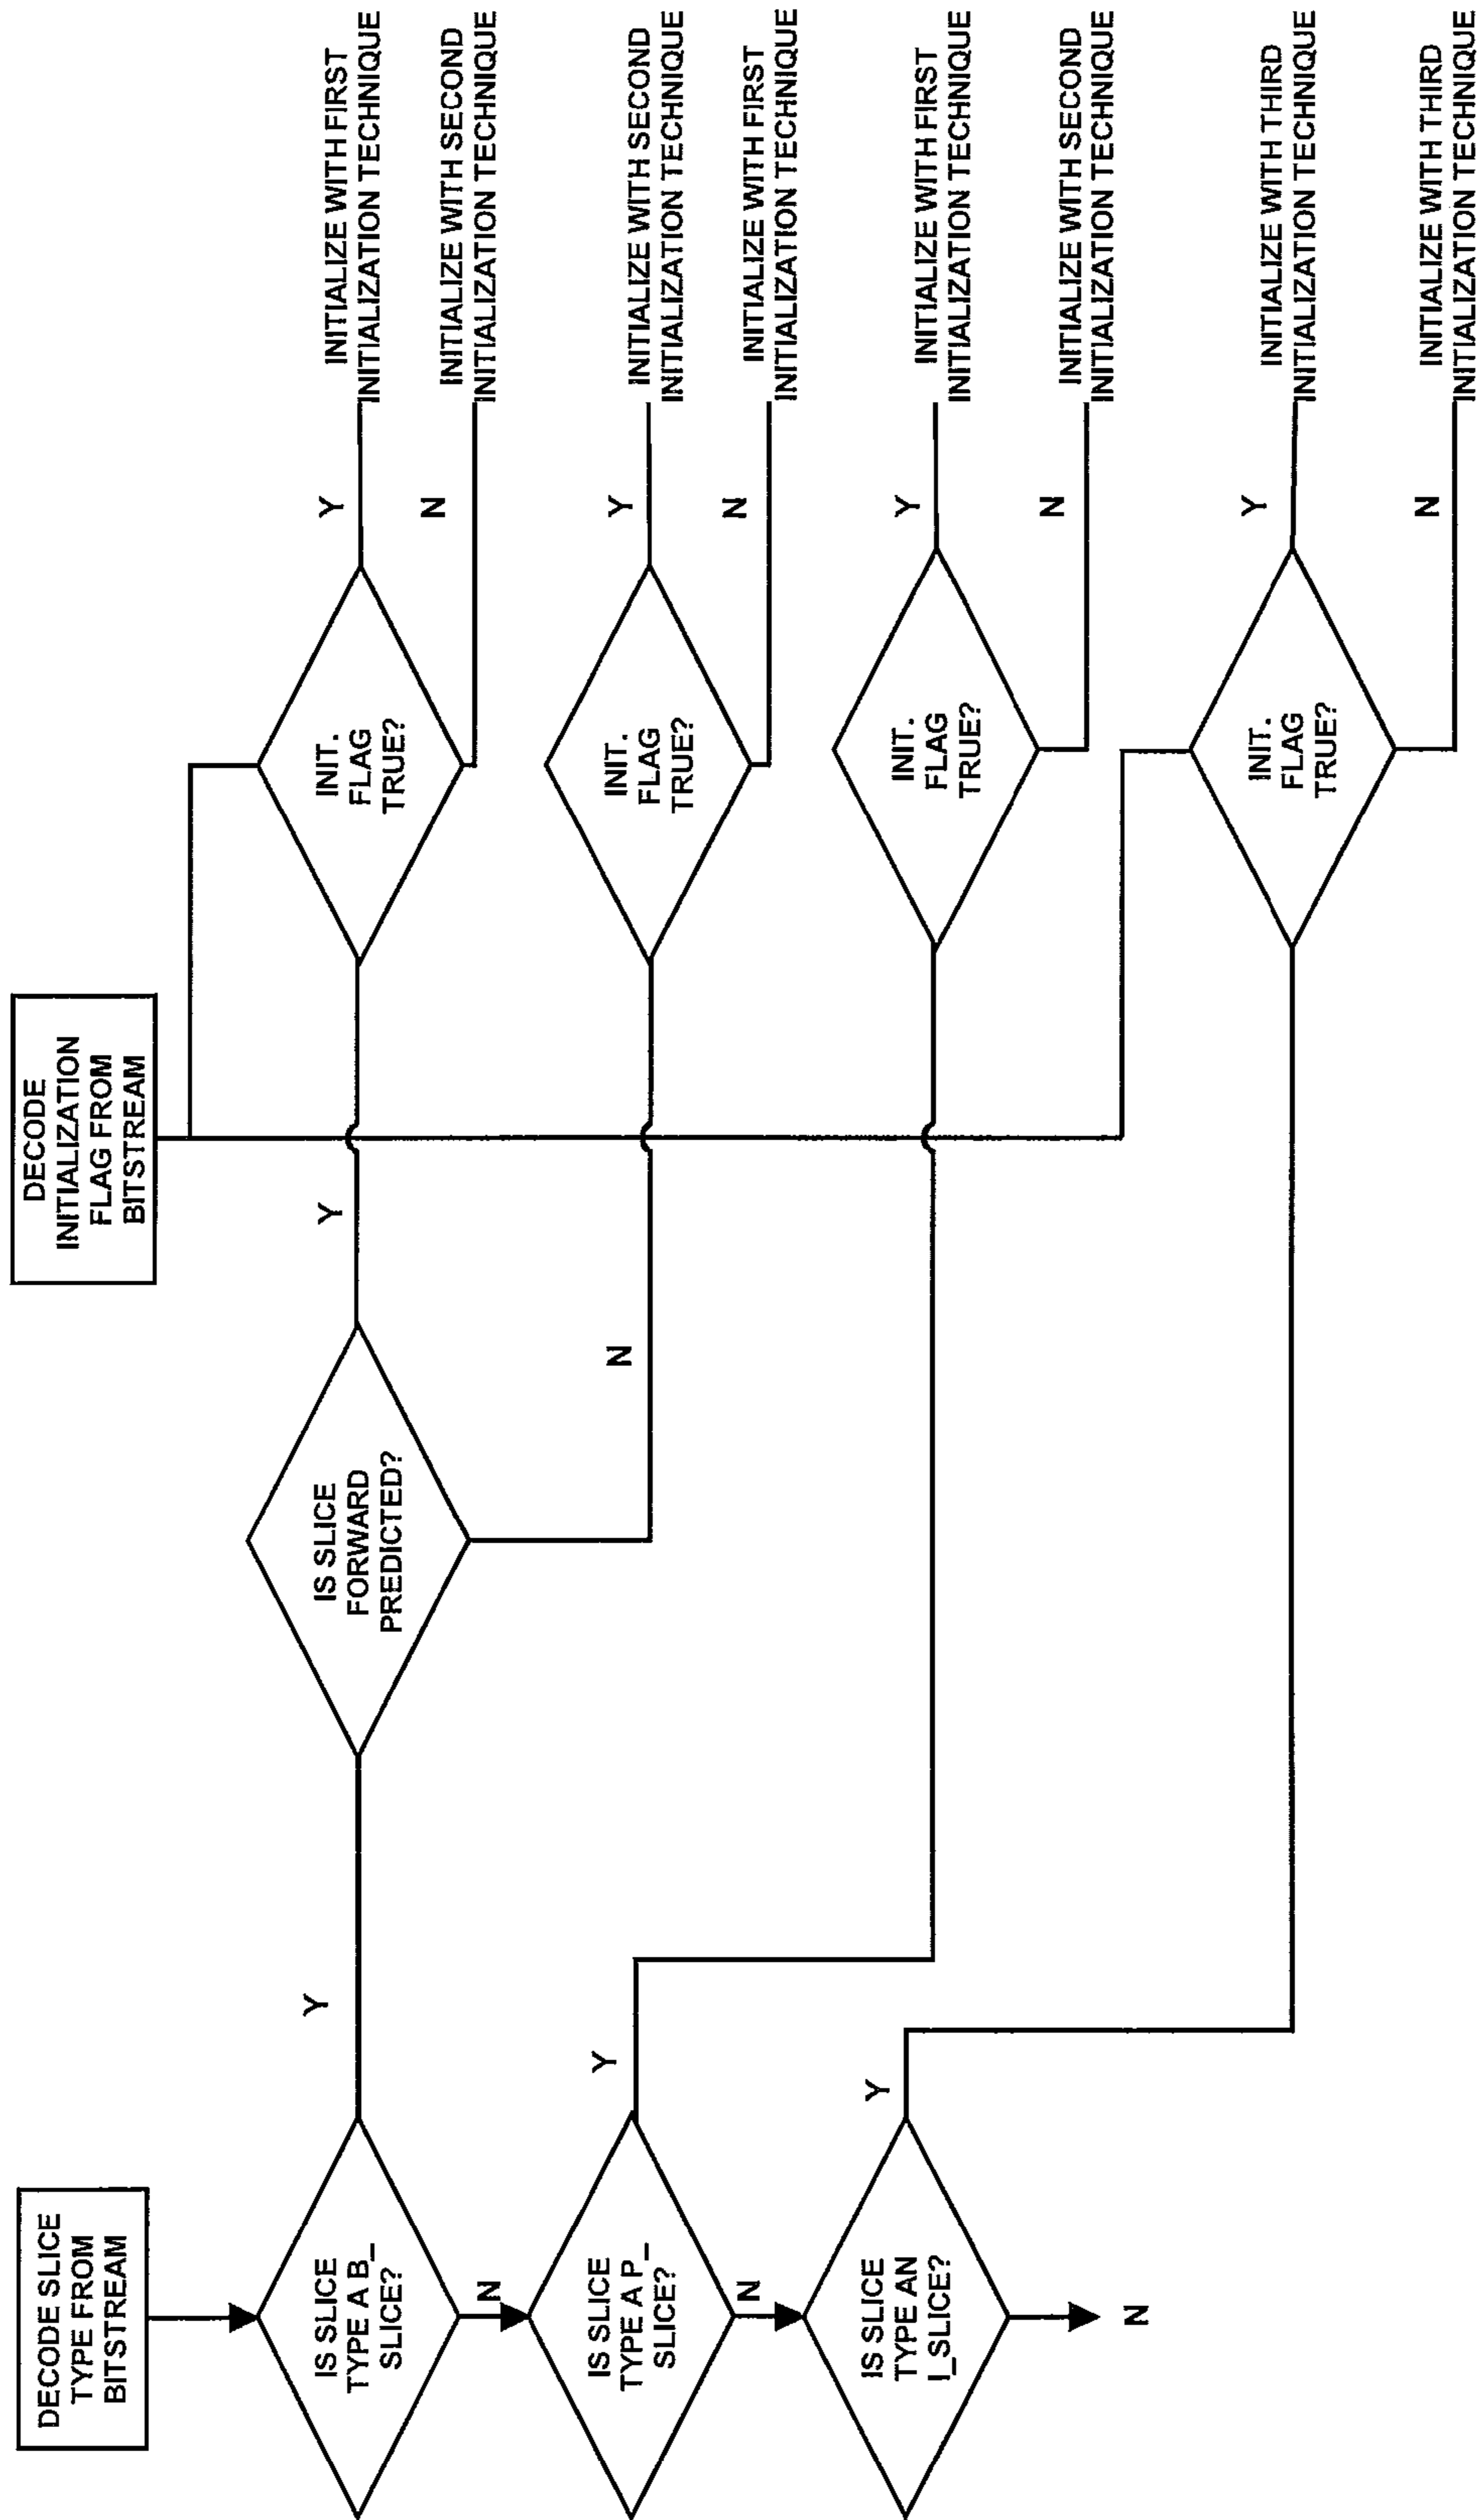 DECODE SLICE
TYPE FROM
BITSTREAM
DECODE
INITIALIZATION
FLAG FROM
BITSTREAM
IS SLICE
TYPE A B_
SLICE?
Y
N
IS SLICE
FORWARD
PREDICTED?
Y
N
INIT.
FLAG
TRUE?
Y
INITIALIZE WITH FIRST
INITIALIZATION TECHNIQUE
N
INITIALIZE WITH SECOND
INITIALIZATION TECHNIQUE
INIT.
FLAG
TRUE?
Y
INITIALIZE WITH SECOND
INITIALIZATION TECHNIQUE
N
INITIALIZE WITH FIRST
INITIALIZATION TECHNIQUE
IS SLICE
TYPE A P_
SLICE?
Y
N
INIT.
FLAG
TRUE?
Y
INITIALIZE WITH FIRST
INITIALIZATION TECHNIQUE
N
INITIALIZE WITH SECOND
INITIALIZATION TECHNIQUE
IS SLICE
TYPE AN
I_SLICE?
Y
N
INIT.
FLAG
TRUE?
Y
INITIALIZE WITH THIRD
INITIALIZATION TECHNIQUE
N
INITIALIZE WITH THIRD
INITIALIZATION TECHNIQUE